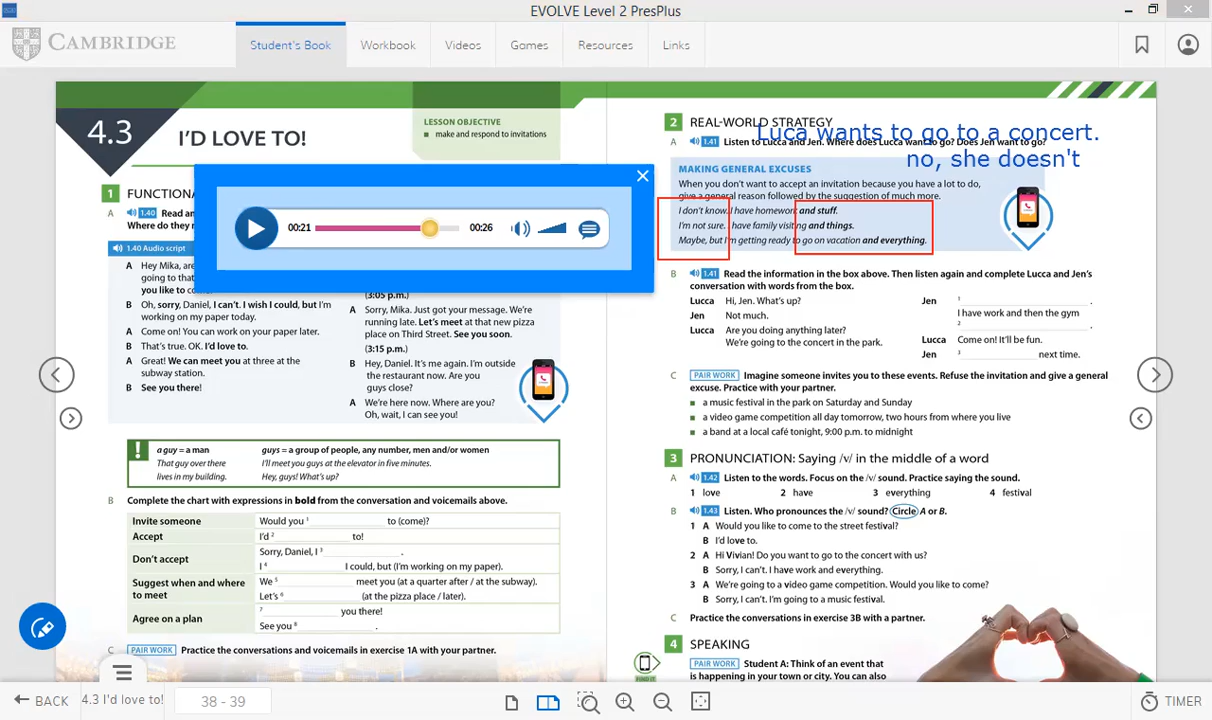 EVOLVE Level 2 PresPlus
CAMBRIDGE
Student's Book
Workbook
Videos
Games
Resources
Links
4.3
I'D LOVE TO!
LESSON OBJECTIVE
make and respond to invitations
1 FUNCTIONA
A 1.40 Read an
Where do they
1.40 Audio script
A Hey Mika, are
going to that
you like to co
B Oh, sorry, Daniel, I can't. I wish I could, but I'm
working on my paper today.
A Come on! You can work on your paper later.
B That's true. OK. I'd love to.
A Great! We can meet you at three at the
subway station.
B See you there!
(3:05 p.m.)
A Sorry, Mika. Just got your message. We're
running late. Let's meet at that new pizza
place on Third Street. See you soon.
(3:15 p.m.)
B Hey, Daniel. It's me again. I'm outside
the restaurant now. Are you
guys close?
A We're here now. Where are you?
Oh, wait, I can see you!
00:21
00:26
! a guy = a man
That guy over there
lives in my building.
guys = a group of people, any number, men and/or women
I'll meet you guys at the elevator in five minutes.
Hey, guys! What's up?
B Complete the chart with expressions in bold from the conversation and voicemails above.
Invite someone Would you 1 to (come)?
Accept I'd 2 to!
Don't accept Sorry, Daniel, I 3 .
I 4 I could, but (I'm working on my paper).
Suggest when and where to meet We 5 meet you (at a quarter after / at the subway).
Let's 6 (at the pizza place / later).
Agree on a plan 7 you there!
See you 8 .
C PAIR WORK Practice the conversations and voicemails in exercise 1A with your partner.
2 REAL-WORLD STRATEGY
Luca wants to go to a concert.
no, she doesn't
A 1.41 Listen to Lucca and Jen. Where does Lucca want to go? Does Jen want to go?
MAKING GENERAL EXCUSES
When you don't want to accept an invitation because you have a lot to do,
give a general reason followed by the suggestion of much more.
I don't know. I have homework and stuff.
I'm not sure. I have family visiting and things.
Maybe, but I'm getting ready to go on vacation and everything.
B 1.41 Read the information in the box above. Then listen again and complete Lucca and Jen's
conversation with words from the box.
Lucca Hi, Jen. What's up?
Jen Not much.
Lucca Are you doing anything later?
We're going to the concert in the park.
Jen 1 .
I have work and then the gym
2 .
Lucca Come on! It'll be fun.
Jen 3 next time.
C PAIR WORK Imagine someone invites you to these events. Refuse the invitation and give a general
excuse. Practice with your partner.
a music festival in the park on Saturday and Sunday
a video game competition all day tomorrow, two hours from where you live
a band at a local café tonight, 9:00 p.m. to midnight
3 PRONUNCIATION: Saying /v/ in the middle of a word
A 1.42 Listen to the words. Focus on the /v/ sound. Practice saying the sound.
1 love 2 have 3 everything 4 festival
B 1.43 Listen. Who pronounces the /v/ sound? Circle A or B.
1 A Would you like to come to the street festival?
B I'd love to.
2 A Hi Vivian! Do you want to go to the concert with us?
B Sorry, I can't. I have work and everything.
3 A We're going to a video game competition. Would you like to come?
B Sorry, I can't. I'm going to a music festival.
C Practice the conversations in exercise 3B with a partner.
4 SPEAKING
FIND IT
PAIR WORK Student A: Think of an event that
is happening in your town or city. You can also
BACK
4.3 I'd love to!
38 - 39
TIMER